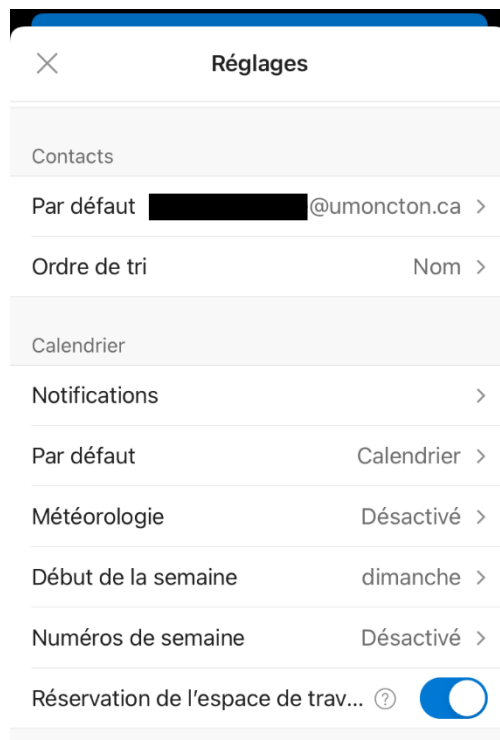 Réglages
Contacts
Par défaut @umoncton.ca
Ordre de tri Nom
Calendrier
Notifications
Par défaut Calendrier
Météorologie Désactivé
Début de la semaine dimanche
Numéros de semaine Désactivé
Réservation de l'espace de trav... ?